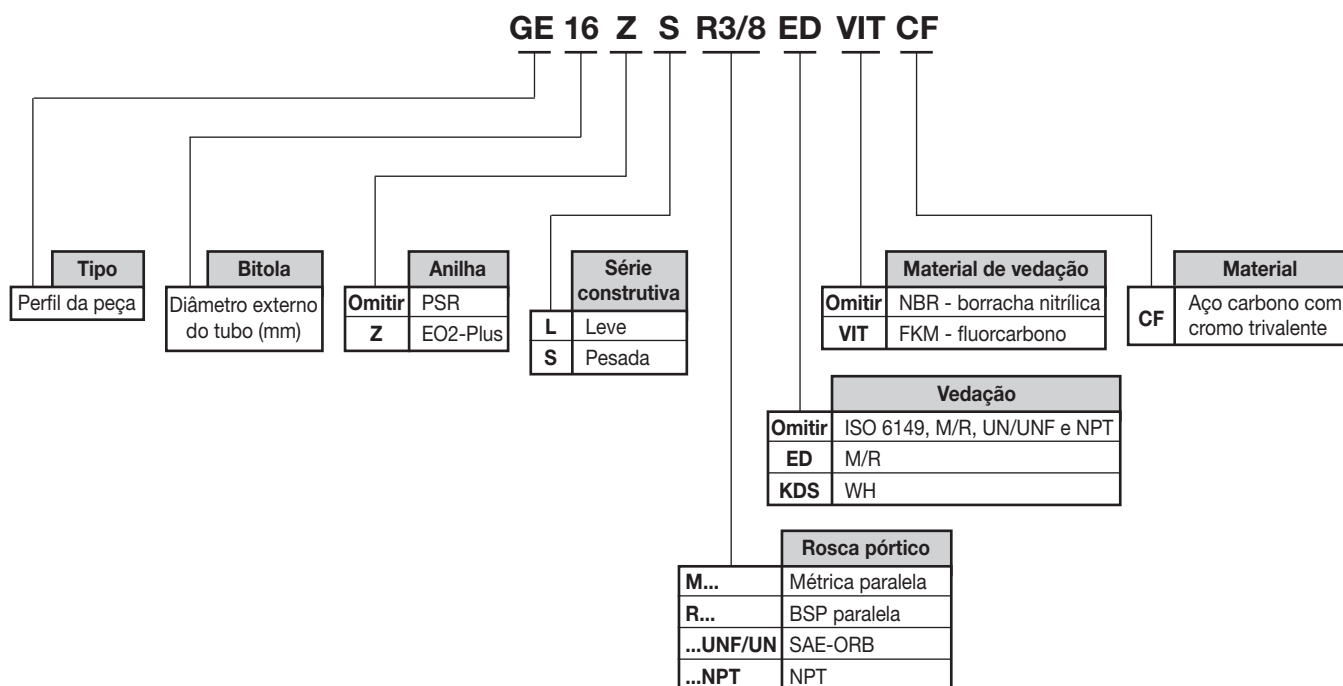 GE 16 Z S R3/8 ED VIT CF
Tipo
Perfil da peça
Bitola
Diâmetro externo
do tubo (mm)
Anilha
Omitir PSR
Z EO2-Plus
Série
construtiva
L Leve
S Pesada
Material de vedação
Omitir NBR - borracha nitrílica
VIT FKM - fluorcarbono
Material
CF Aço carbono com
cromo trivalente
Vedação
Omitir ISO 6149, M/R, UN/UNF e NPT
ED M/R
KDS WH
Rosca pórtico
M... Métrica paralela
R... BSP paralela
...UNF/UN SAE-ORB
...NPT NPT